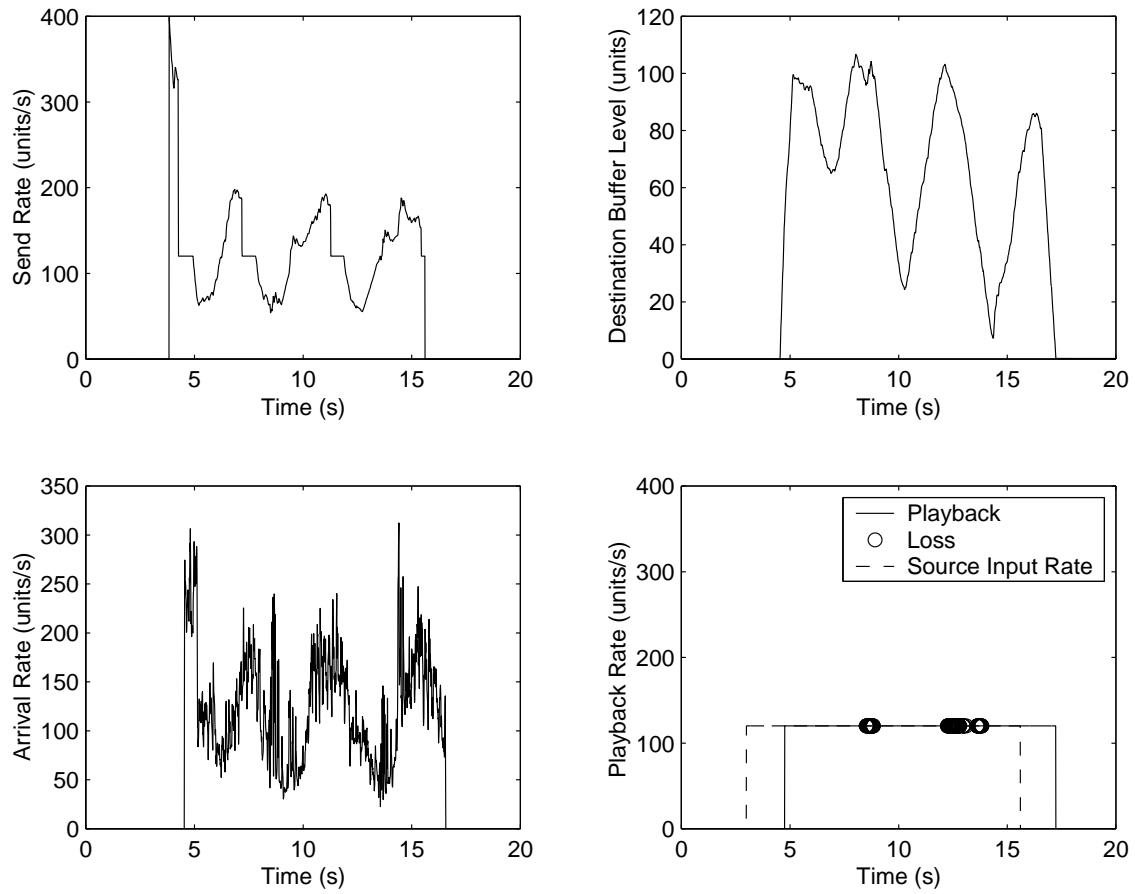 400
300
200
100
0
0 5 10 15 20
Time (s)
Send Rate (units/s)
120
100
80
60
40
20
0
0 5 10 15 20
Time (s)
Destination Buffer Level (units)
350
300
250
200
150
100
50
0
0 5 10 15 20
Time (s)
Arrival Rate (units/s)
400
300
200
100
0
0 5 10 15 20
Time (s)
Playback Rate (units/s)
Playback
Loss
Source Input Rate